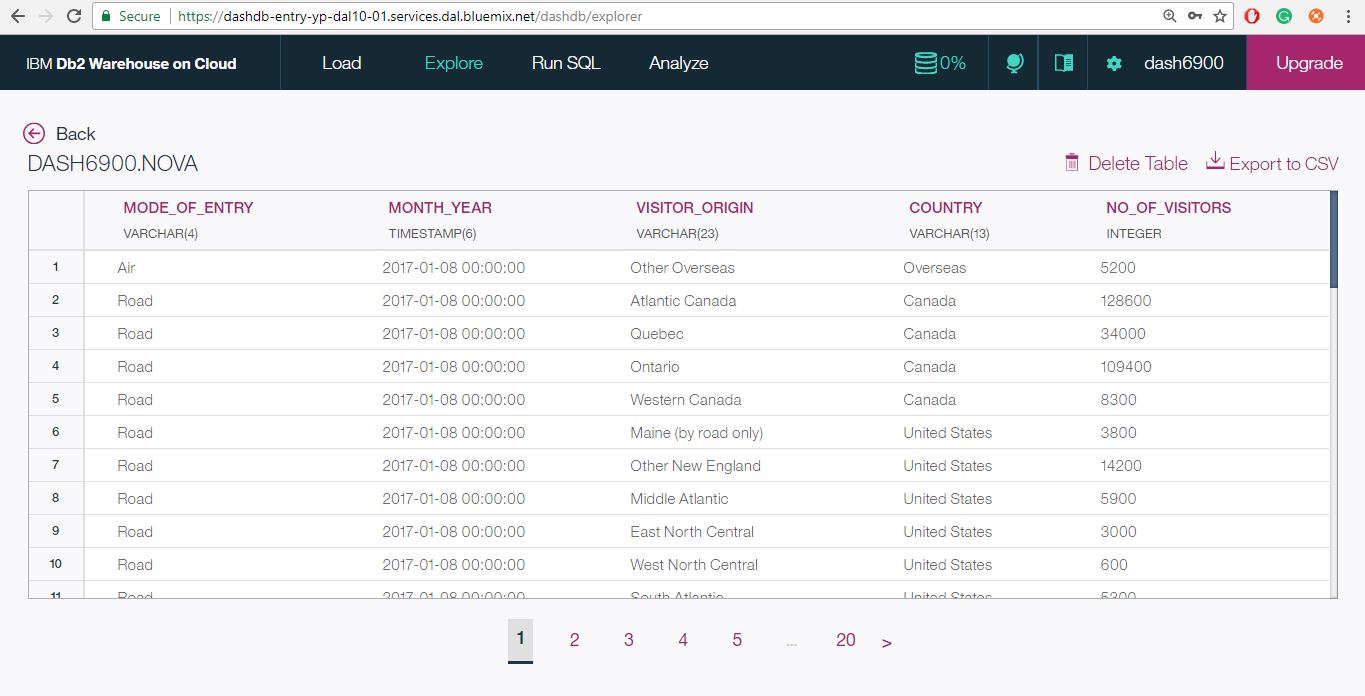 Secure https://dashdb-entry-yp-dal10-01.services.dal.bluemix.net/dashdb/explorer
IBM Db2 Warehouse on Cloud Load Explore Run SQL Analyze 0% dash6900 Upgrade
Back
DASH6900.NOVA Delete Table Export to CSV
MODE_OF_ENTRY MONTH_YEAR VISITOR_ORIGIN COUNTRY NO_OF_VISITORS
VARCHAR(4) TIMESTAMP(6) VARCHAR(23) VARCHAR(13) INTEGER
1 Air 2017-01-08 00:00:00 Other Overseas Overseas 5200
2 Road 2017-01-08 00:00:00 Atlantic Canada Canada 128600
3 Road 2017-01-08 00:00:00 Quebec Canada 34000
4 Road 2017-01-08 00:00:00 Ontario Canada 109400
5 Road 2017-01-08 00:00:00 Western Canada Canada 8300
6 Road 2017-01-08 00:00:00 Maine (by road only) United States 3800
7 Road 2017-01-08 00:00:00 Other New England United States 14200
8 Road 2017-01-08 00:00:00 Middle Atlantic United States 5900
9 Road 2017-01-08 00:00:00 East North Central United States 3000
10 Road 2017-01-08 00:00:00 West North Central United States 600
11 Road 2017-01-08 00:00:00 South Atlantic United States 5300
1 2 3 4 5 ... 20 >